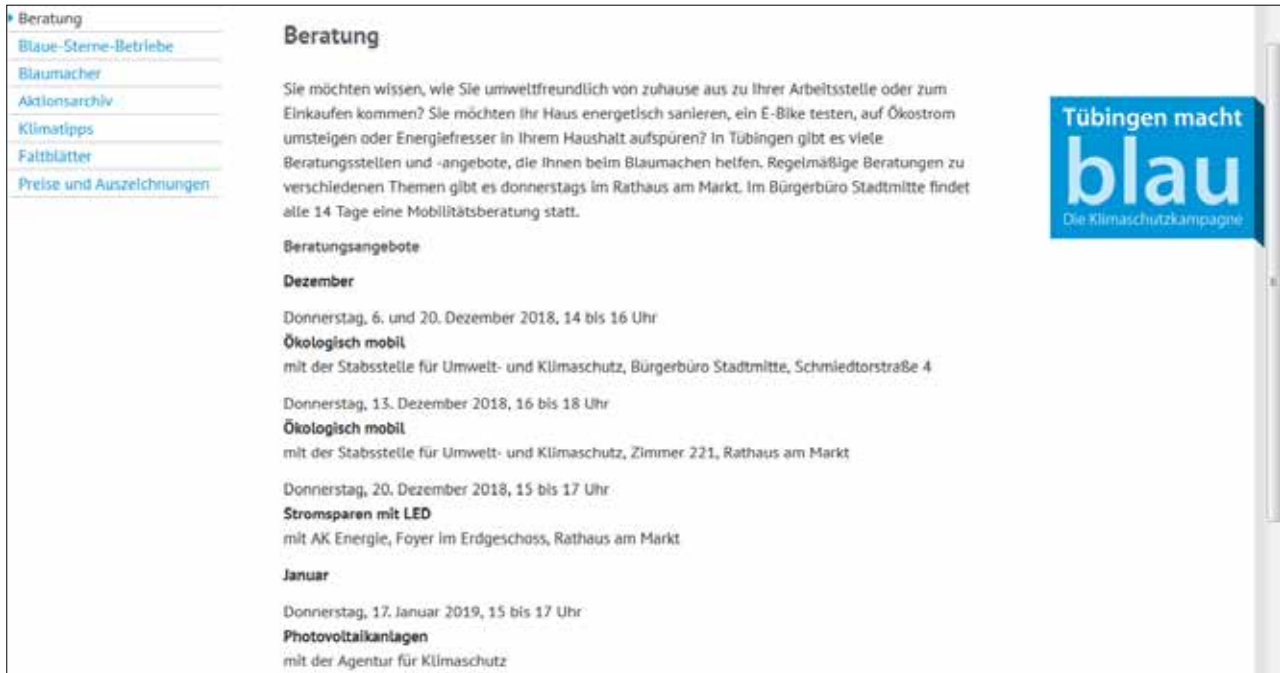 Beratung
Blaue-Sterne-Betriebe
Blaumacher
Aktionsarchiv
Klimatipps
Faltblätter
Preise und Auszeichnungen
Beratung
Sie möchten wissen, wie Sie umweltfreundlich von zuhause aus zu Ihrer Arbeitsstelle oder zum
Einkaufen kommen? Sie möchten Ihr Haus energetisch sanieren, ein E-Bike testen, auf Ökostrom
umsteigen oder Energiefresser in Ihrem Haushalt aufspüren? In Tübingen gibt es viele
Beratungsstellen und -angebote, die Ihnen beim Blaumachen helfen. Regelmäßige Beratungen zu
verschiedenen Themen gibt es donnerstags im Rathaus am Markt. Im Bürgerbüro Stadtmitte findet
alle 14 Tage eine Mobilitätsberatung statt.
Beratungsangebote
Dezember
Donnerstag, 6. und 20. Dezember 2018, 14 bis 16 Uhr
Ökologisch mobil
mit der Stabsstelle für Umwelt- und Klimaschutz, Bürgerbüro Stadtmitte, Schmiedtorstraße 4
Donnerstag, 13. Dezember 2018, 16 bis 18 Uhr
Ökologisch mobil
mit der Stabsstelle für Umwelt- und Klimaschutz, Zimmer 221, Rathaus am Markt
Donnerstag, 20. Dezember 2018, 15 bis 17 Uhr
Stromsparen mit LED
mit AK Energie, Foyer im Erdgeschoss, Rathaus am Markt
Januar
Donnerstag, 17. Januar 2019, 15 bis 17 Uhr
Photovoltaikanlagen
mit der Agentur für Klimaschutz
Tübingen macht
blau
Die Klimaschutzkampagne